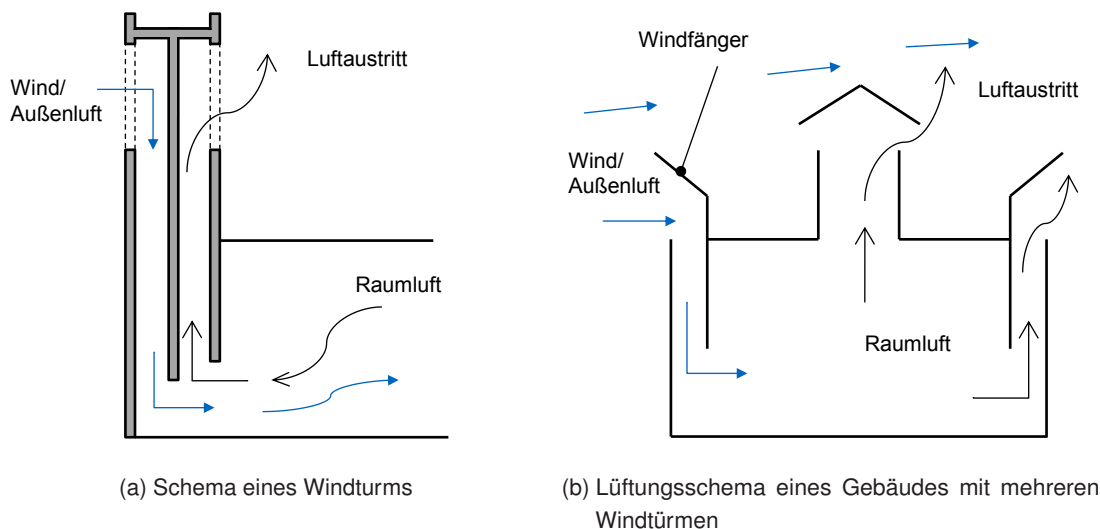 Luftaustritt
Wind/
Außenluft
Raumluft
(a) Schema eines Windturms
Windfänger
Luftaustritt
Wind/
Außenluft
Raumluft
(b) Lüftungsschema eines Gebäudes mit mehreren
Windtürmen